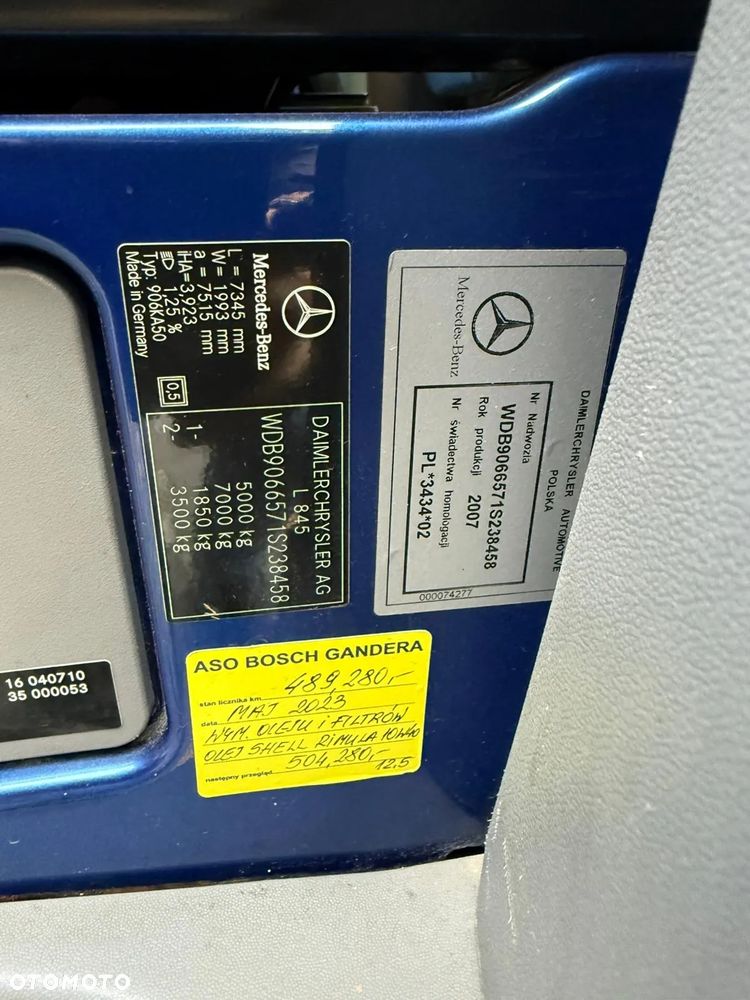 Mercedes-Benz
L = 7345 mm
W = 1993 mm
a = 7515 mm
iHA=3,923
1.25 %
Typ. 906KA50
Made in Germany
0,5
DAIMLERCHRYSLER AG
L 845
WDB9066571S238458
5000 kg
7000 kg
1- 1850 kg
2- 3500 kg
DAIMLERCHRYSLER AUTOMOTIVE
POLSKA
Mercedes-Benz
Nr Nadwozia
WDB9066571S238458
Rok produkcji 2007
Nr świadectwa homologacji
PL*3434*02
000074277
ASO BOSCH GANDERA
stan licznika km. 489,280,-
data MAJ 2023
WYM. OLEJU i FILTRÓW
OLEJ SHELL RIMULA 10W40
następny przegląd 504,280,-
12,5
16 040710
35 000053
OTOMOTO